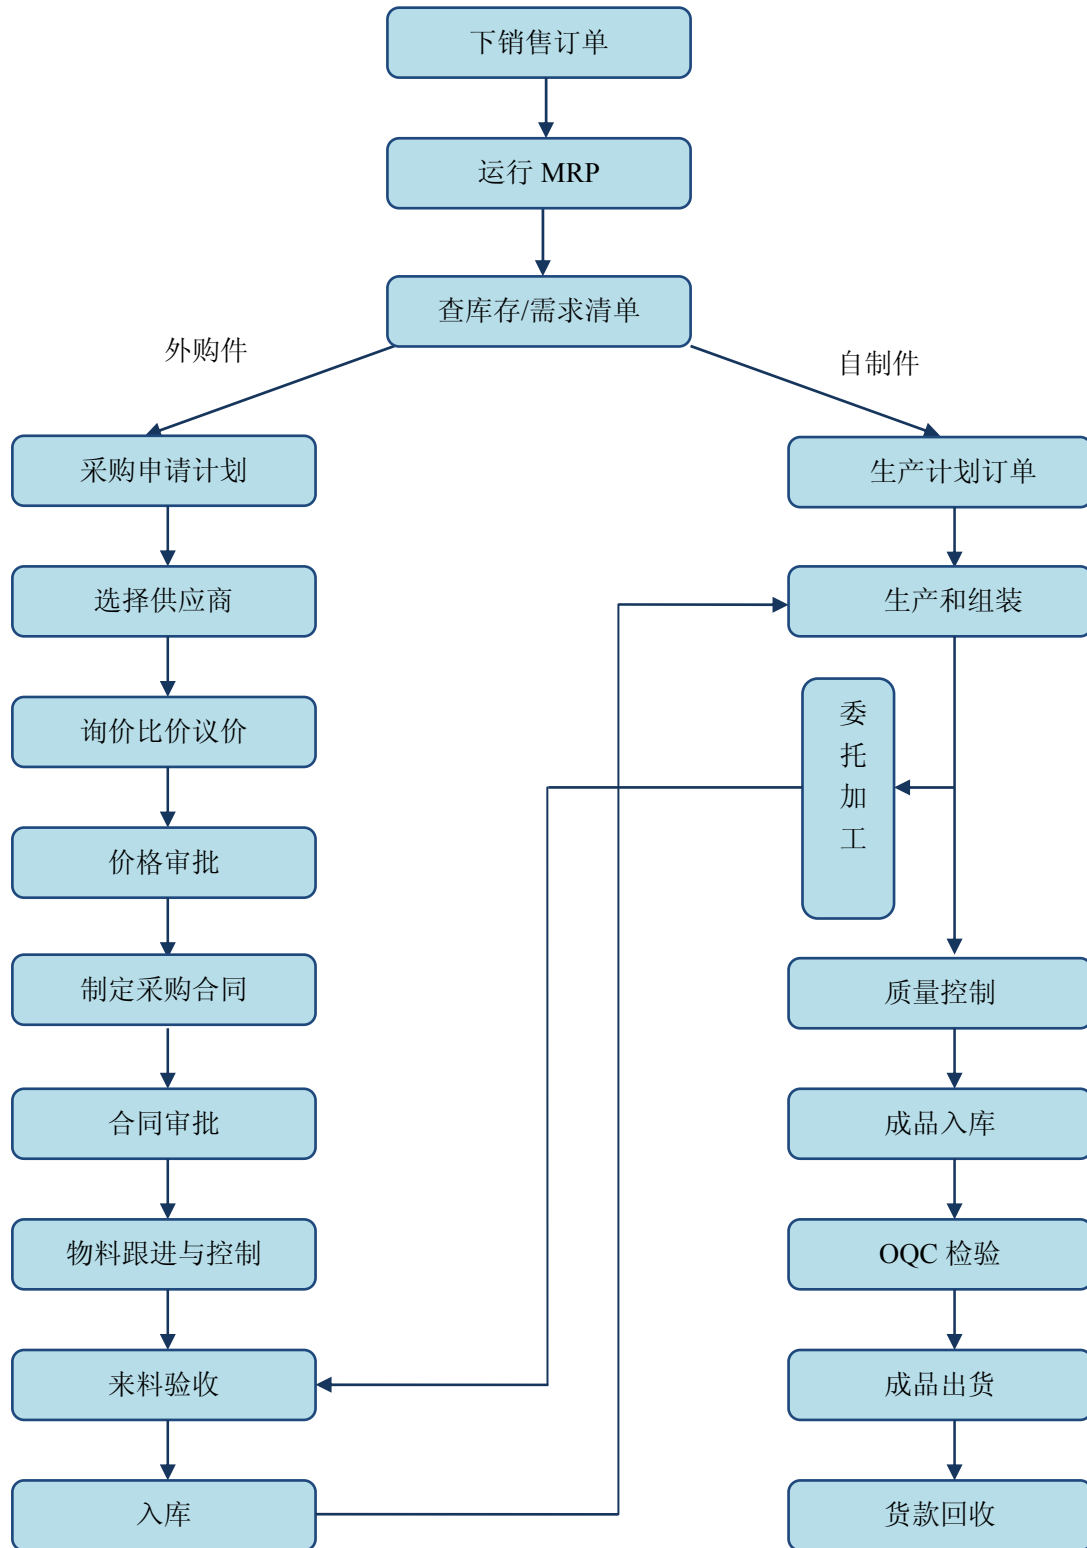 下销售订单
运行 MRP
查库存/需求清单
外购件
自制件
采购申请计划
生产计划订单
选择供应商
生产和组装
询价比价议价
委
托
加
工
价格审批
制定采购合同
质量控制
合同审批
成品入库
物料跟进与控制
OQC 检验
来料验收
成品出货
入库
货款回收